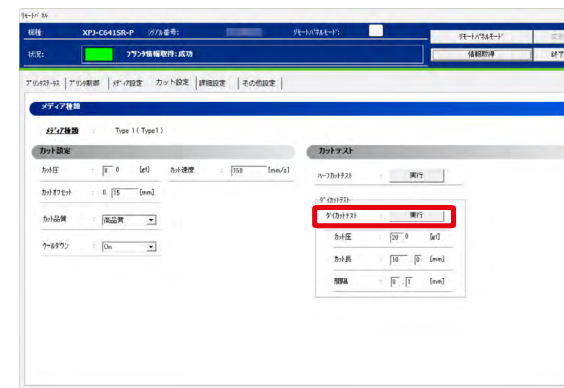 リモートパネル
機種 XPJ-C641SR-P シリアル番号: リモートパネルモード: リモートパネルモード
状況: プリンタ情報取得:成功 情報取得 終了
プリンタステータス プリンタ制御 メディア設定 カット設定 詳細設定 その他設定
メディア種類
メディア種類 : Type 1 ( Type1 )
カット設定 カットテスト
カット圧 : 8 0 [gf] カット速度 : 150 [mm/s] ハーフカットテスト 実行
カットオフセット : 0. 15 [mm] ダイカットテスト
カット品質 : 高品質 ダイカットテスト : 実行
クールダウン : On カット圧 : 20 0 [gf]
カット長 : 10 . 0 [mm]
間隔 : 0 . 1 [mm]